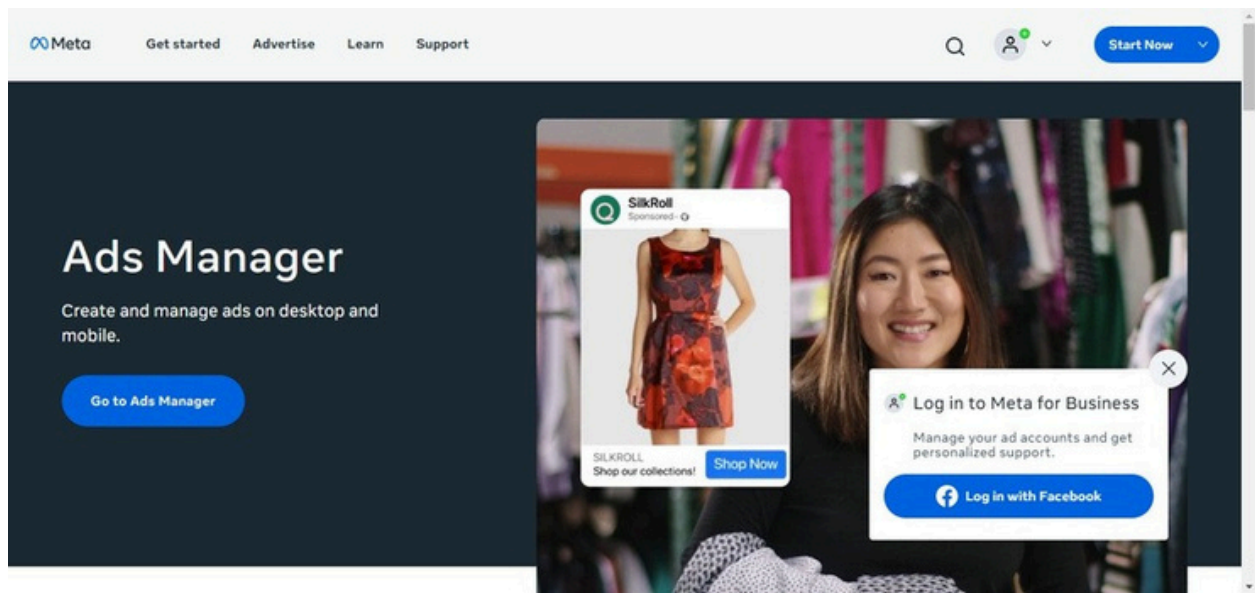 Meta
Get started
Advertise
Learn
Support
Start Now
Ads Manager
Create and manage ads on desktop and
mobile.
Go to Ads Manager
SilkRoll
Sponsored
SILKROLL
Shop our collections!
Shop Now
Log in to Meta for Business
Manage your ad accounts and get
personalized support.
Log in with Facebook